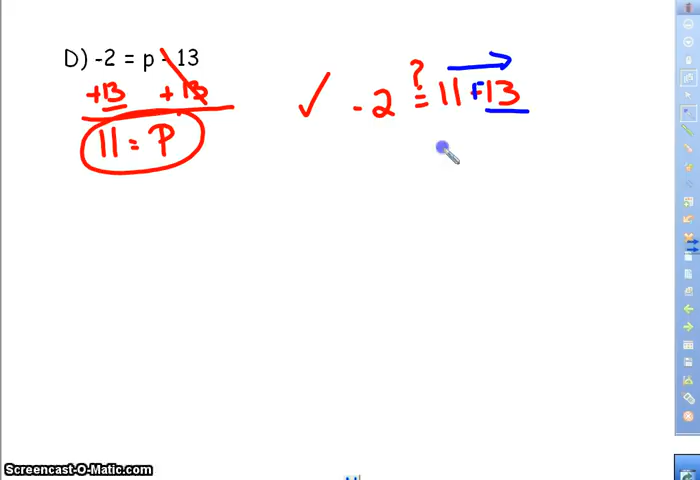 D) -2 = p - 13
+13 +13
11 = P
✓ -2 ≟ 11 + -13
Screencast-O-Matic.com